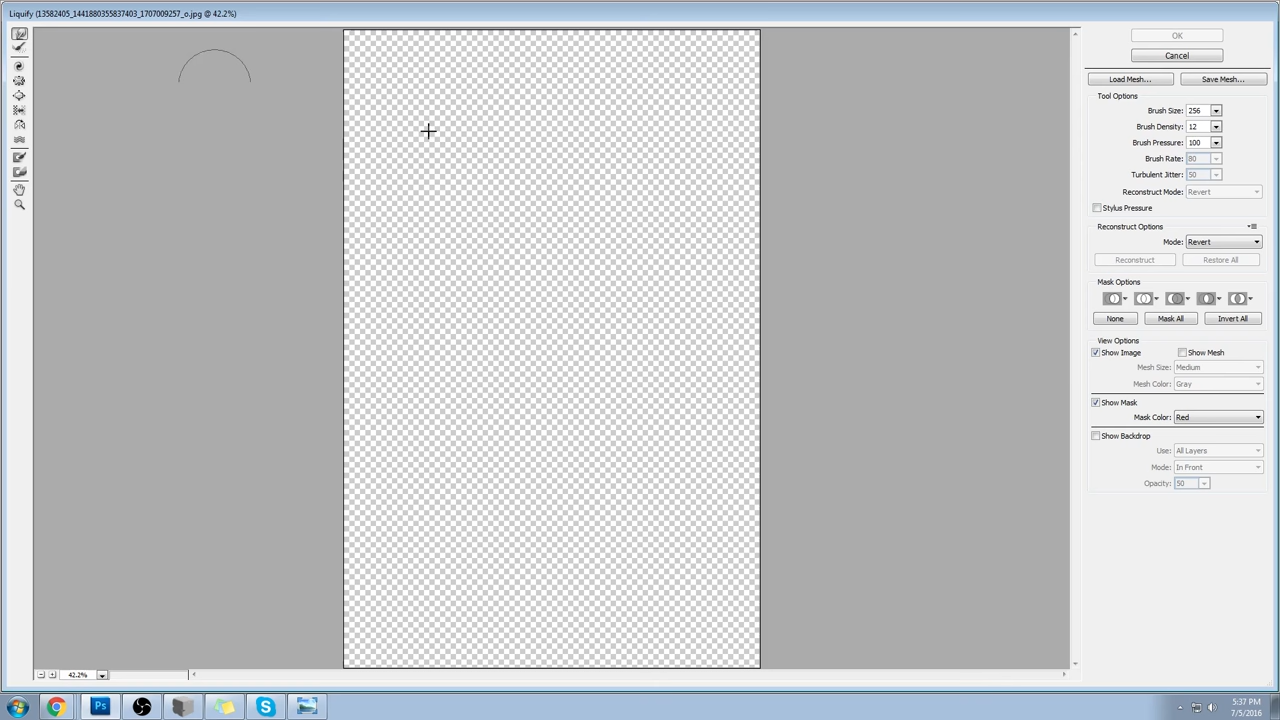 Liquify (13582405_1441880355837403_1707009257_o.jpg @ 42.2%)
OK
Cancel
Load Mesh... Save Mesh...
Tool Options
Brush Size: 256
Brush Density: 12
Brush Pressure: 100
Brush Rate: 80
Turbulent Jitter: 50
Reconstruct Mode: Revert
Stylus Pressure
Reconstruct Options
Mode: Revert
Reconstruct Restore All
Mask Options
None Mask All Invert All
View Options
Show Image Show Mesh
Mesh Size: Medium
Mesh Color: Gray
Show Mask
Mask Color: Red
Show Backdrop
Use: All Layers
Mode: In Front
Opacity: 50
42.2%
Ps
5:37 PM
7/5/2016